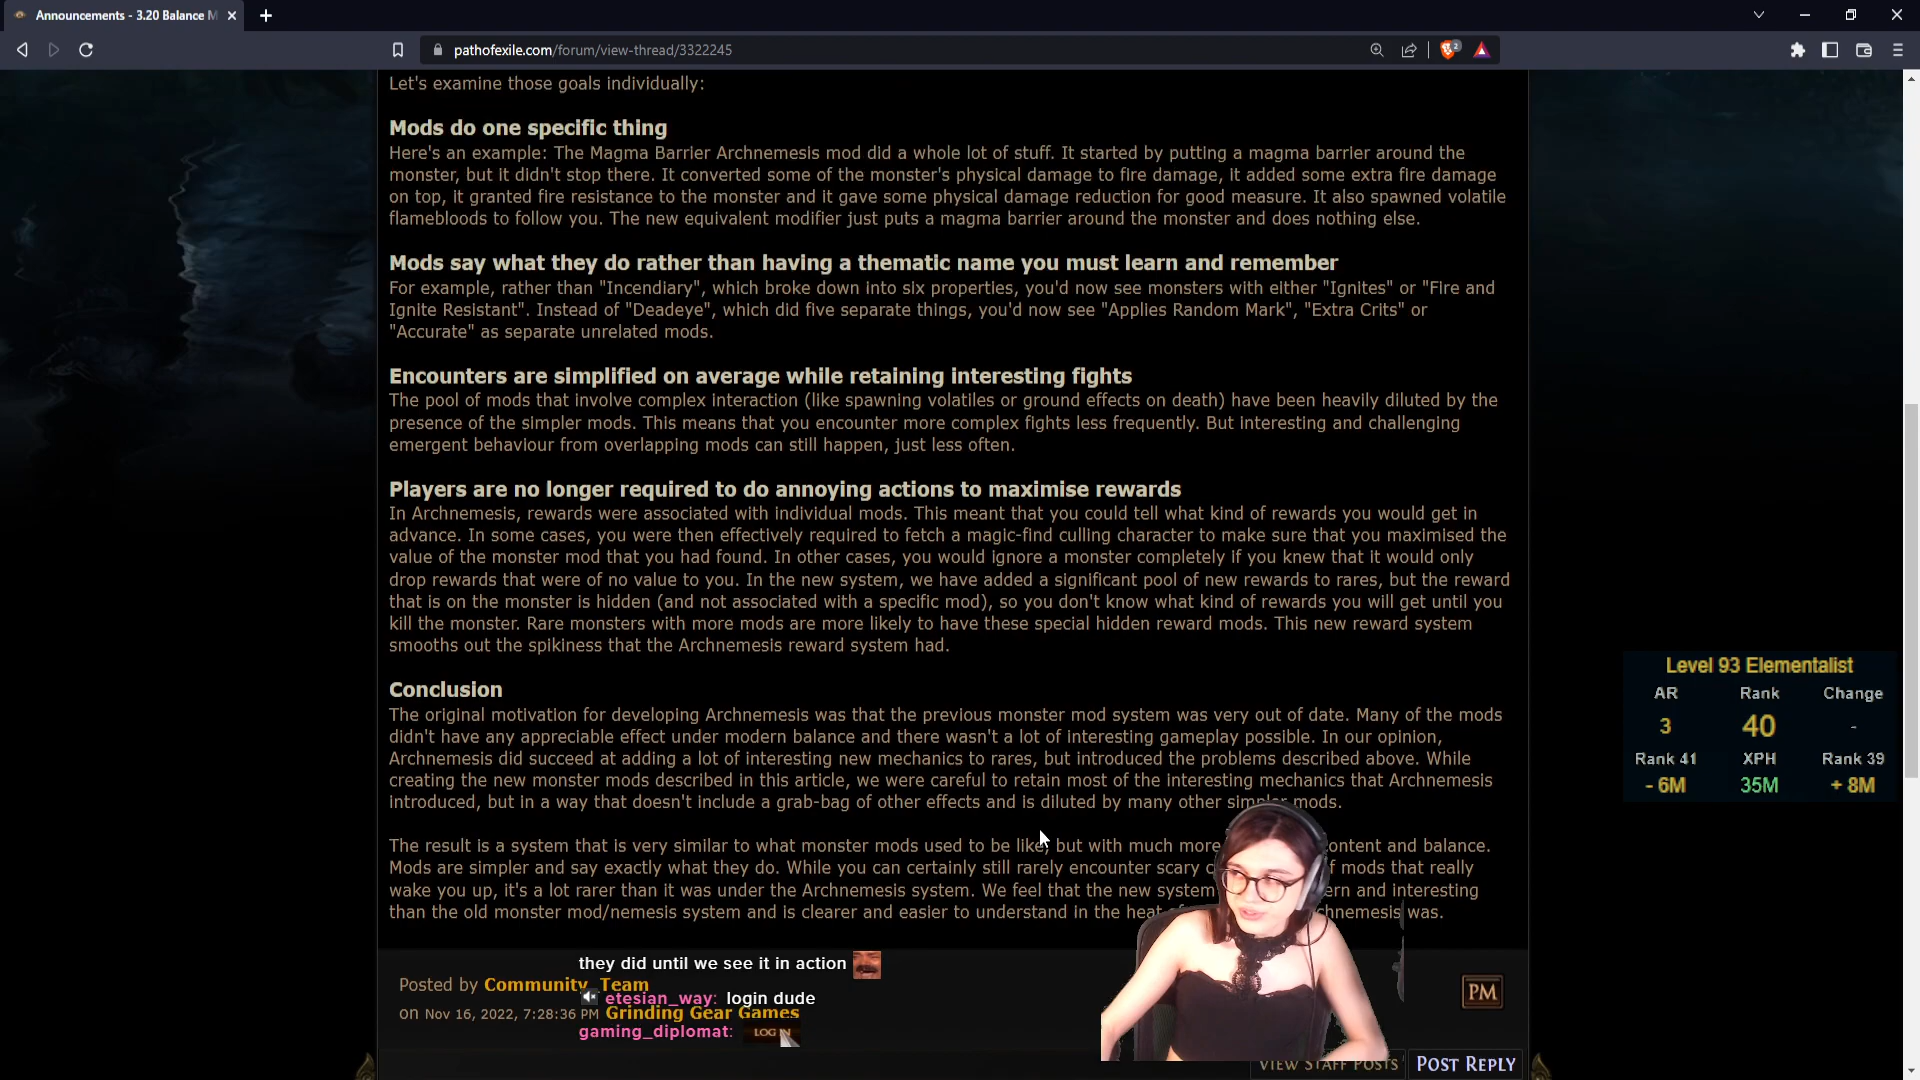 Announcements - 3.20 Balance M
pathofexile.com/forum/view-thread/3322245
2
Let's examine those goals individually:
Mods do one specific thing
Here's an example: The Magma Barrier Archnemesis mod did a whole lot of stuff. It started by putting a magma barrier around the
monster, but it didn't stop there. It converted some of the monster's physical damage to fire damage, it added some extra fire damage
on top, it granted fire resistance to the monster and it gave some physical damage reduction for good measure. It also spawned volatile
flamebloods to follow you. The new equivalent modifier just puts a magma barrier around the monster and does nothing else.
Mods say what they do rather than having a thematic name you must learn and remember
For example, rather than "Incendiary", which broke down into six properties, you'd now see monsters with either "Ignites" or "Fire and
Ignite Resistant". Instead of "Deadeye", which did five separate things, you'd now see "Applies Random Mark", "Extra Crits" or
"Accurate" as separate unrelated mods.
Encounters are simplified on average while retaining interesting fights
The pool of mods that involve complex interaction (like spawning volatiles or ground effects on death) have been heavily diluted by the
presence of the simpler mods. This means that you encounter more complex fights less frequently. But interesting and challenging
emergent behaviour from overlapping mods can still happen, just less often.
Players are no longer required to do annoying actions to maximise rewards
In Archnemesis, rewards were associated with individual mods. This meant that you could tell what kind of rewards you would get in
advance. In some cases, you were then effectively required to fetch a magic-find culling character to make sure that you maximised the
value of the monster mod that you had found. In other cases, you would ignore a monster completely if you knew that it would only
drop rewards that were of no value to you. In the new system, we have added a significant pool of new rewards to rares, but the reward
that is on the monster is hidden (and not associated with a specific mod), so you don't know what kind of rewards you will get until you
kill the monster. Rare monsters with more mods are more likely to have these special hidden reward mods. This new reward system
smooths out the spikiness that the Archnemesis reward system had.
Conclusion
The original motivation for developing Archnemesis was that the previous monster mod system was very out of date. Many of the mods
didn't have any appreciable effect under modern balance and there wasn't a lot of interesting gameplay possible. In our opinion,
Archnemesis did succeed at adding a lot of interesting new mechanics to rares, but introduced the problems described above. While
creating the new monster mods described in this article, we were careful to retain most of the interesting mechanics that Archnemesis
introduced, but in a way that doesn't include a grab-bag of other effects and is diluted by many other simpler mods.
The result is a system that is very similar to what monster mods used to be like, but with much more ontent and balance.
Mods are simpler and say exactly what they do. While you can certainly still rarely encounter scary c f mods that really
wake you up, it's a lot rarer than it was under the Archnemesis system. We feel that the new system ern and interesting
than the old monster mod/nemesis system and is clearer and easier to understand in the heat of chnemesis was.
Level 93 Elementalist
AR Rank Change
3 40 -
Rank 41 XPH Rank 39
- 6M 35M + 8M
they did until we see it in action
Posted by Community_Team
etesian_way: login dude
on Nov 16, 2022, 7:28:36 PM Grinding Gear Games
gaming_diplomat:
PM
VIEW STAFF POSTS POST REPLY